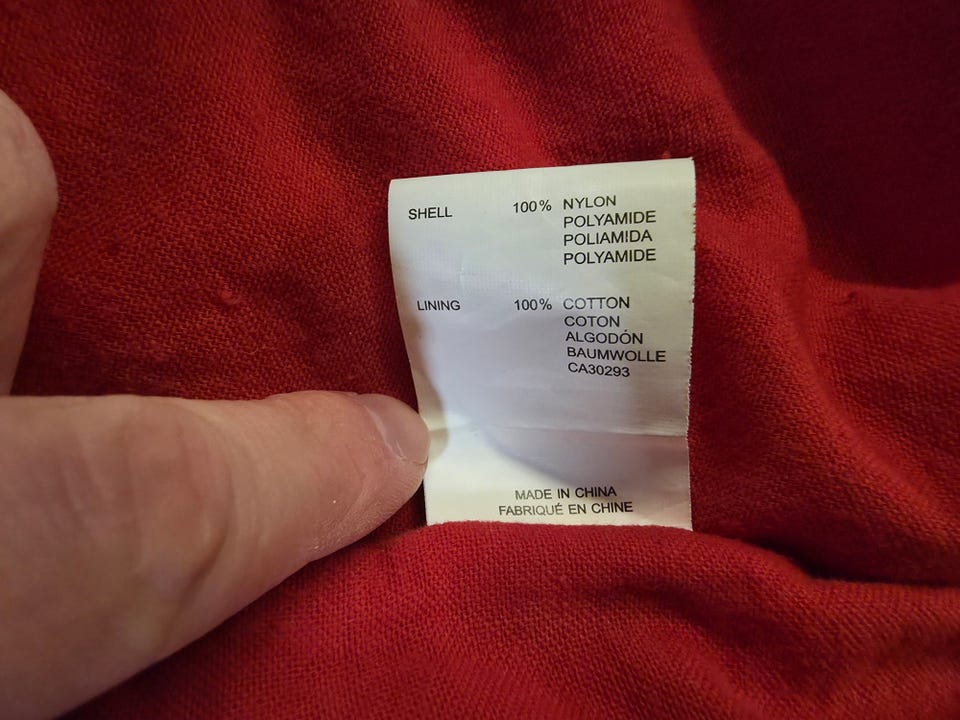 SHELL 100% NYLON
POLYAMIDE
POLIAMIDA
POLYAMIDE
LINING 100% COTTON
COTON
ALGODÓN
BAUMWOLLE
CA30293
MADE IN CHINA
FABRIQUÉ EN CHINE